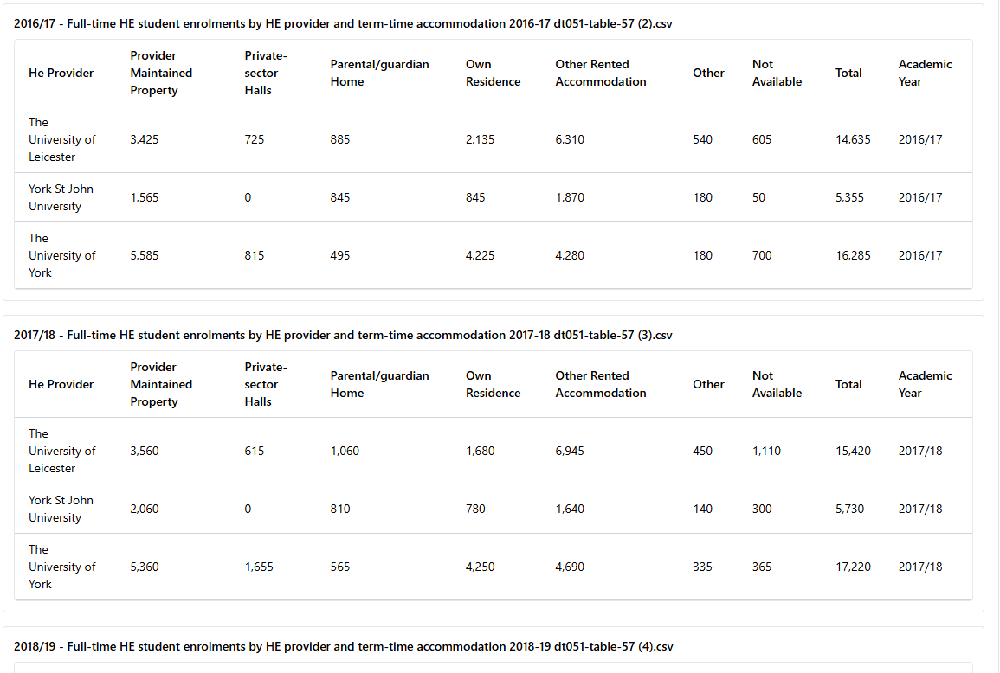 2016/17 - Full-time HE student enrolments by HE provider and term-time accommodation 2016-17 dt051-table-57 (2).csv
He Provider Provider Maintained Property Private-sector Halls Parental/guardian Home Own Residence Other Rented Accommodation Other Not Available Total Academic Year
The University of Leicester 3,425 725 885 2,135 6,310 540 605 14,635 2016/17
York St John University 1,565 0 845 845 1,870 180 50 5,355 2016/17
The University of York 5,585 815 495 4,225 4,280 180 700 16,285 2016/17
2017/18 - Full-time HE student enrolments by HE provider and term-time accommodation 2017-18 dt051-table-57 (3).csv
He Provider Provider Maintained Property Private-sector Halls Parental/guardian Home Own Residence Other Rented Accommodation Other Not Available Total Academic Year
The University of Leicester 3,560 615 1,060 1,680 6,945 450 1,110 15,420 2017/18
York St John University 2,060 0 810 780 1,640 140 300 5,730 2017/18
The University of York 5,360 1,655 565 4,250 4,690 335 365 17,220 2017/18
2018/19 - Full-time HE student enrolments by HE provider and term-time accommodation 2018-19 dt051-table-57 (4).csv